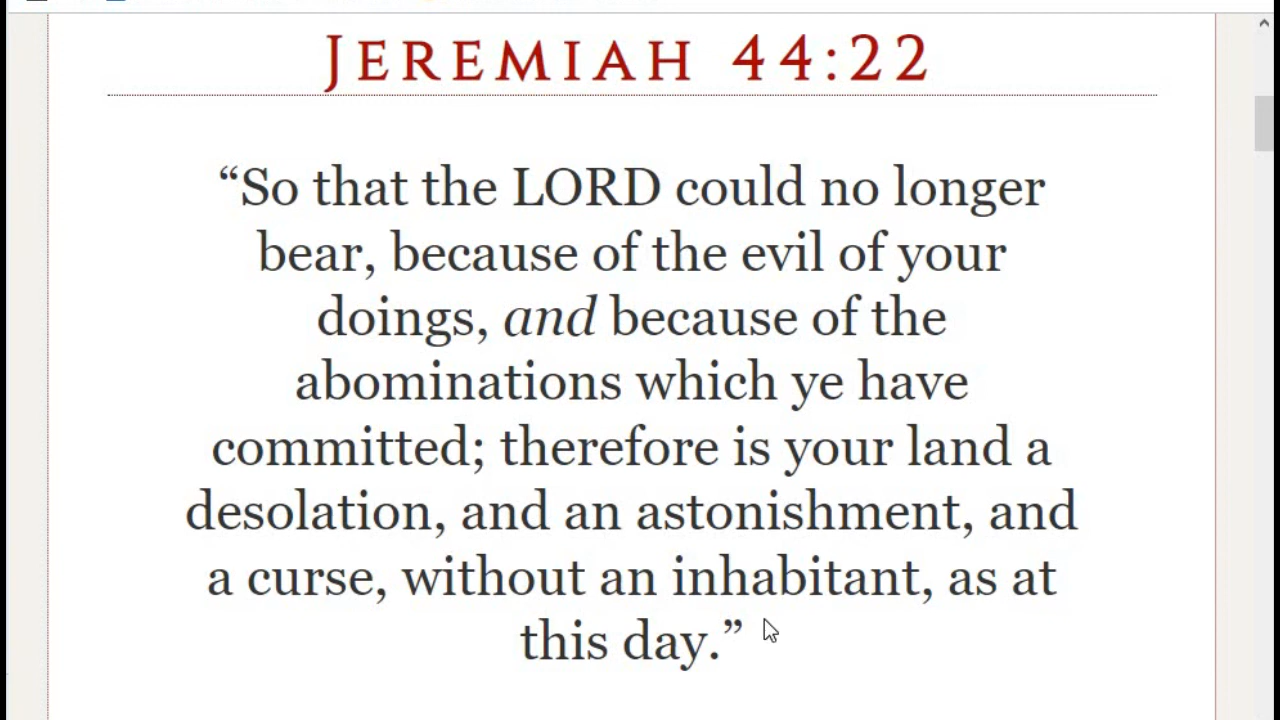 JEREMIAH 44:22
“So that the LORD could no longer
bear, because of the evil of your
doings, and because of the
abominations which ye have
committed; therefore is your land a
desolation, and an astonishment, and
a curse, without an inhabitant, as at
this day.”